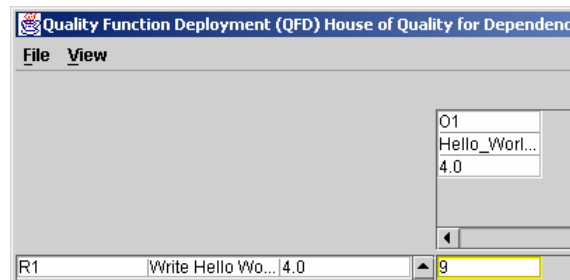 Quality Function Deployment (QFD) House of Quality for Dependenc
File View
O1
Hello_Worl...
4.0
R1 Write Hello Wo... 4.0 9